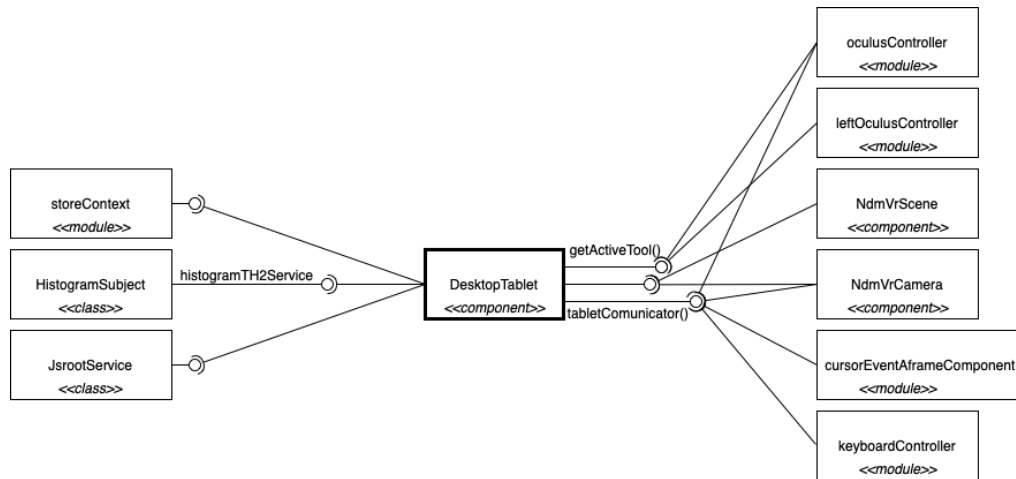 oculusController
<<module>>
leftOculusController
<<module>>
storeContext
<<module>>
NdmVrScene
<<component>>
HistogramSubject
<<class>>
histogramTH2Service
DesktopTablet
<<component>>
getActiveTool()
tabletComunicator()
NdmVrCamera
<<component>>
JsrootService
<<class>>
cursorEventAframeComponent
<<module>>
keyboardController
<<module>>